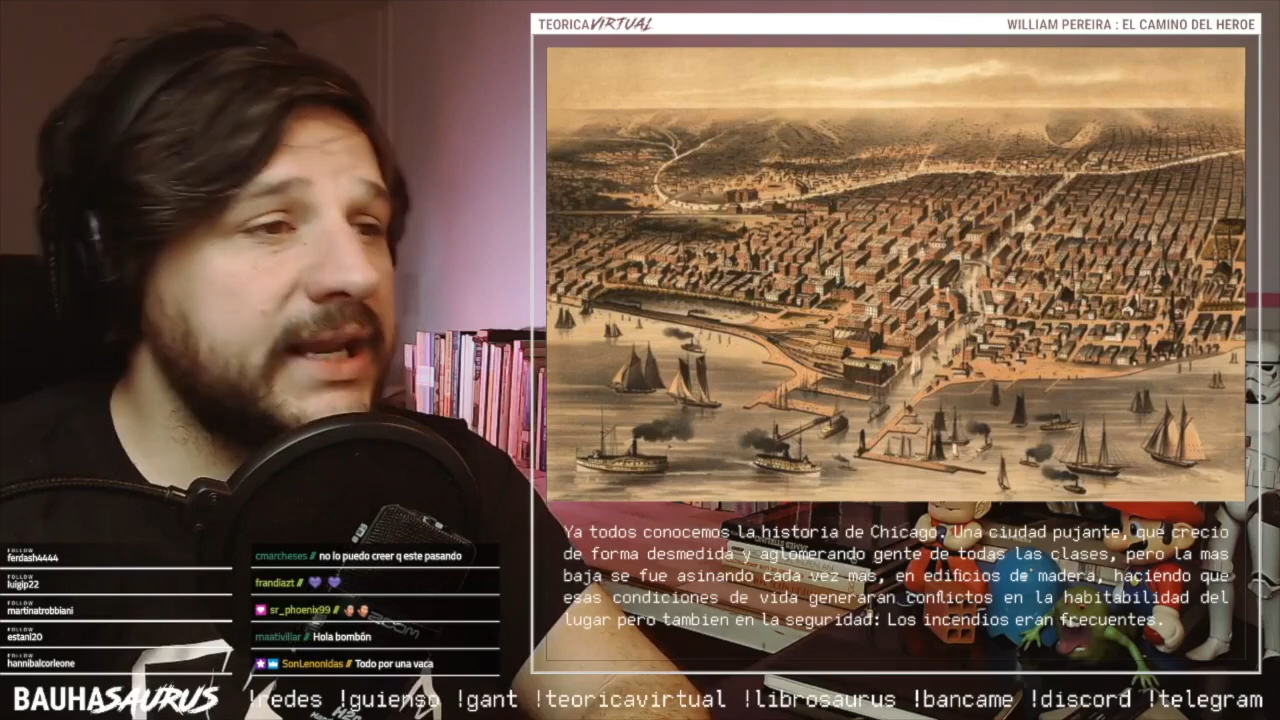 TEORICAVIRTUAL
WILLIAM PEREIRA : EL CAMINO DEL HEROE
Ya todos conocemos la historia de Chicago. Una ciudad pujante, que crecio
de forma desmedida y aglomerando gente de todas las clases, pero la mas
baja se fue asinando cada vez mas, en edificios de madera, haciendo que
esas condiciones de vida generaran conflictos en la habitabilidad del
lugar pero tambien en la seguridad: Los incendios eran frecuentes.
FOLLOW
ferdash4444
FOLLOW
luigip22
FOLLOW
martinatrobbiani
FOLLOW
estani20
FOLLOW
hannibalcorleone
cmarcheses // no lo puedo creer q este pasando
frandiazt //
sr_phoenix99 //
maativillar // Hola bombón
SonLenonidas // Todo por una vaca
BAUHASAURUS
!redes !guienso !gant !teoricavirtual !librosaurus !bancame !discord !telegram